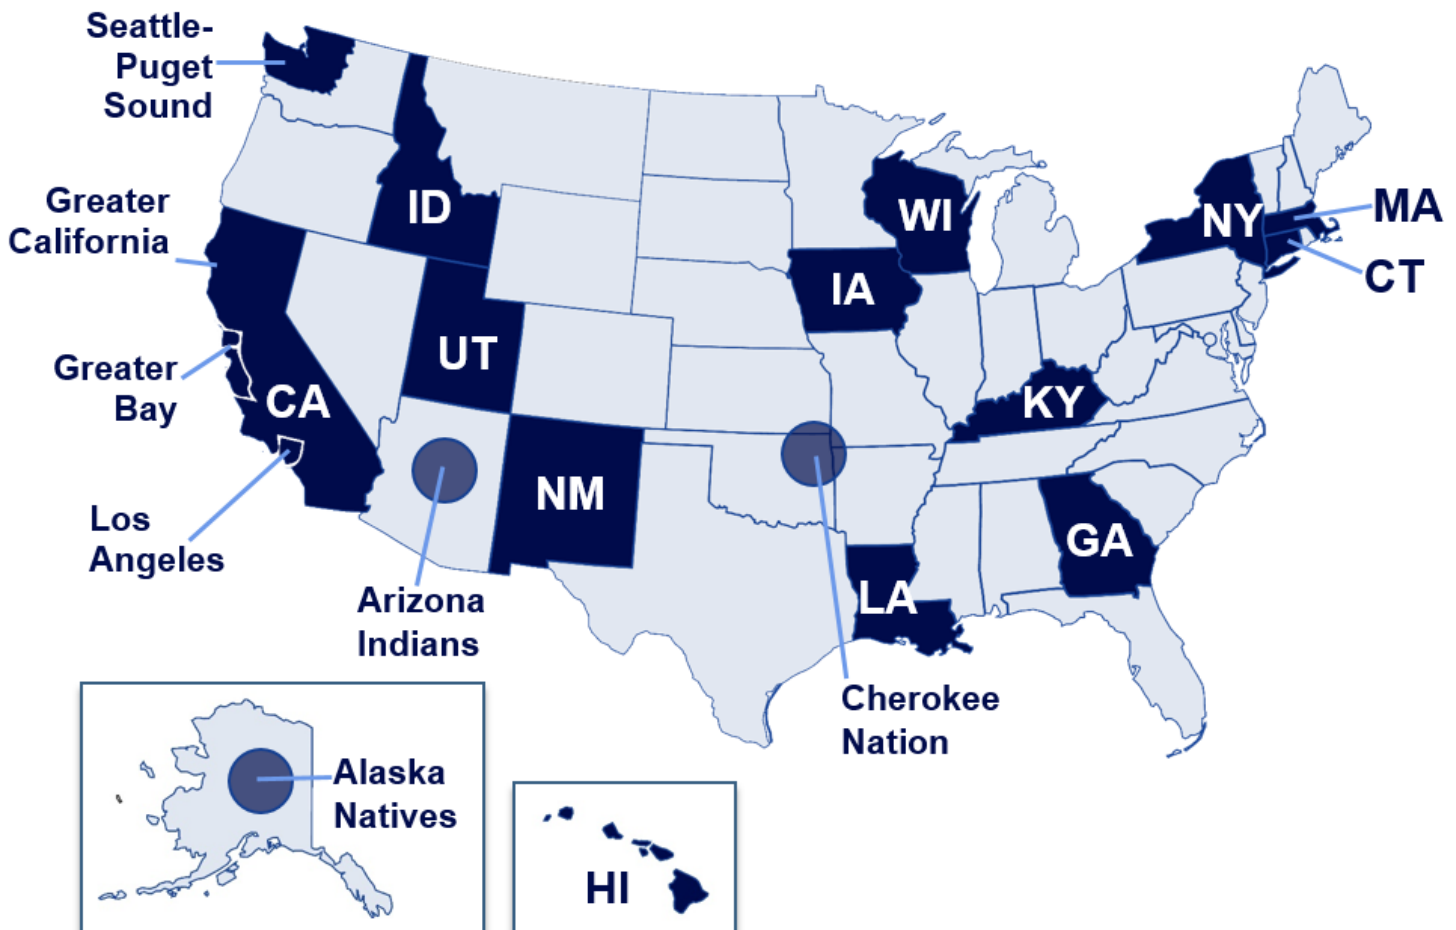 Seattle-
Puget
Sound
Greater
California
Greater
Bay
Los
Angeles
CA
ID
UT
NM
Arizona
Indians
WI
IA
KY
NY
MA
CT
GA
LA
Cherokee
Nation
Alaska
Natives
HI